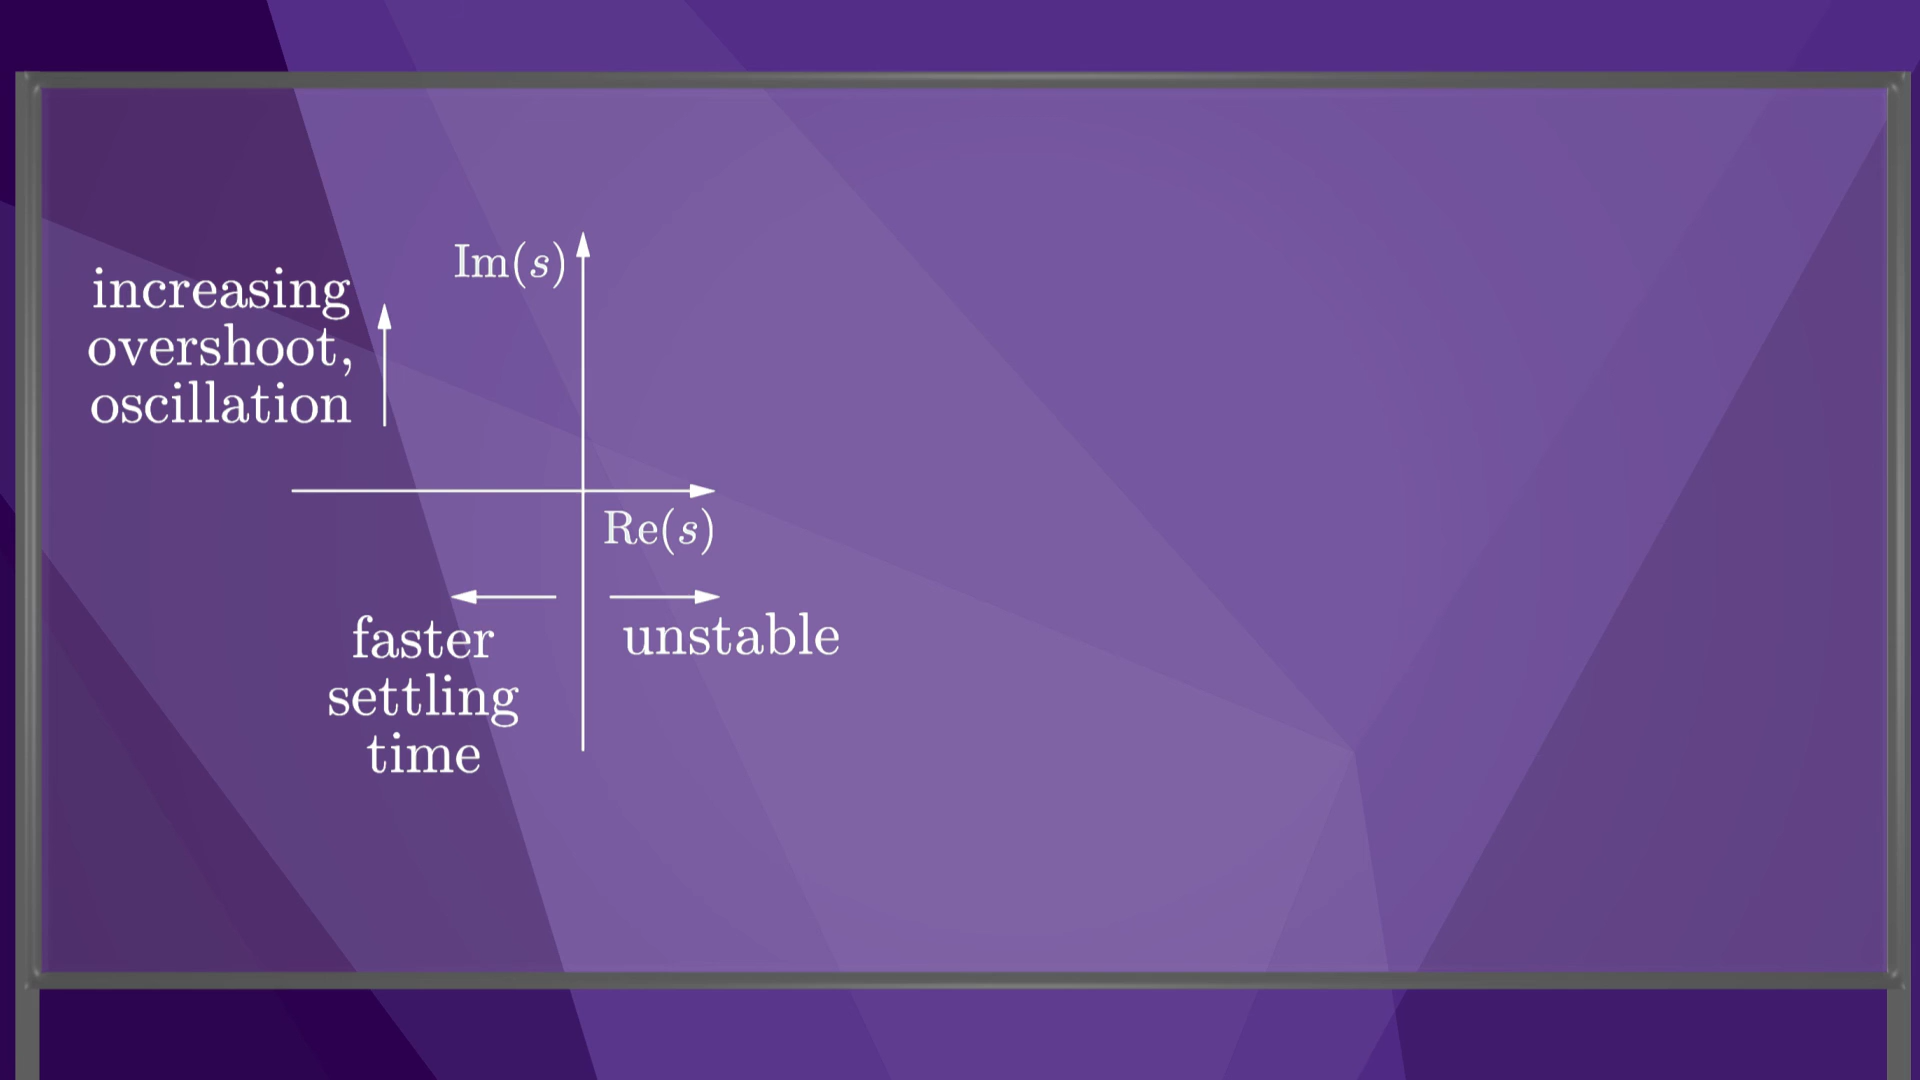 Im(s)
increasing
overshoot,
oscillation
Re(s)
faster
settling
time
unstable